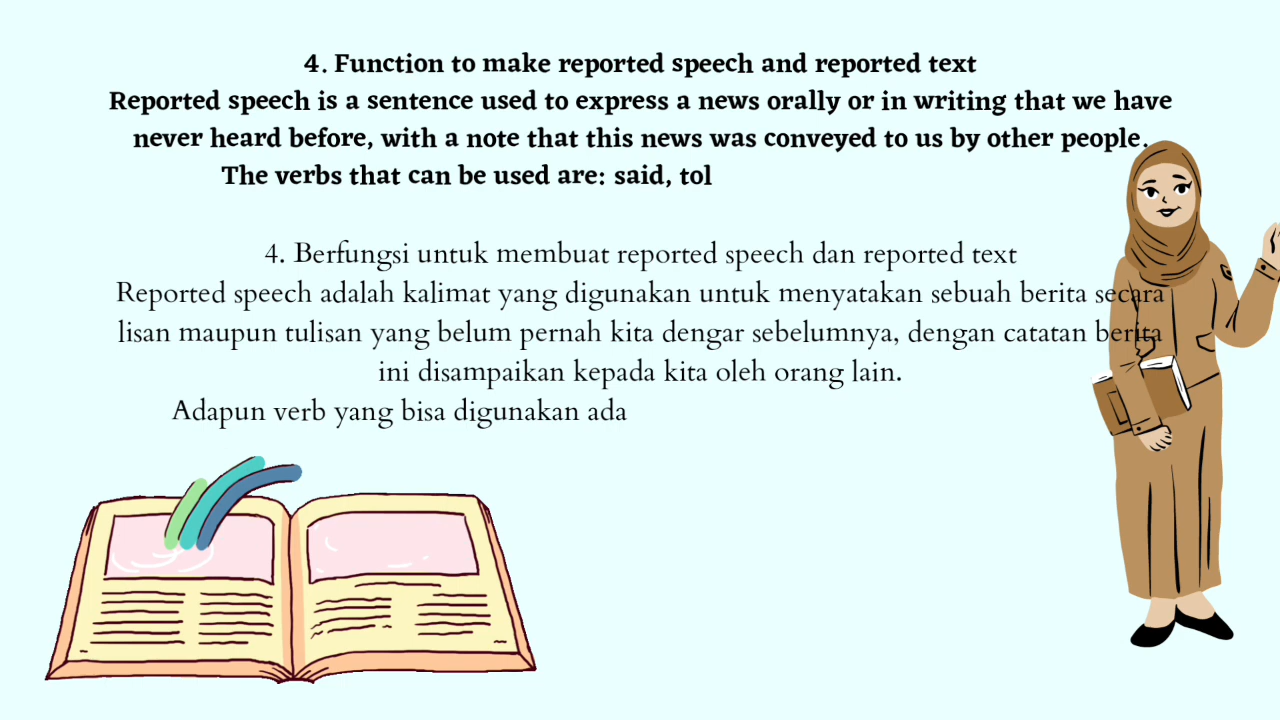 4. Function to make reported speech and reported text
Reported speech is a sentence used to express a news orally or in writing that we have
never heard before, with a note that this news was conveyed to us by other people.
The verbs that can be used are: said, tol
4. Berfungsi untuk membuat reported speech dan reported text
Reported speech adalah kalimat yang digunakan untuk menyatakan sebuah berita secara
lisan maupun tulisan yang belum pernah kita dengar sebelumnya, dengan catatan berita
ini disampaikan kepada kita oleh orang lain.
Adapun verb yang bisa digunakan ada